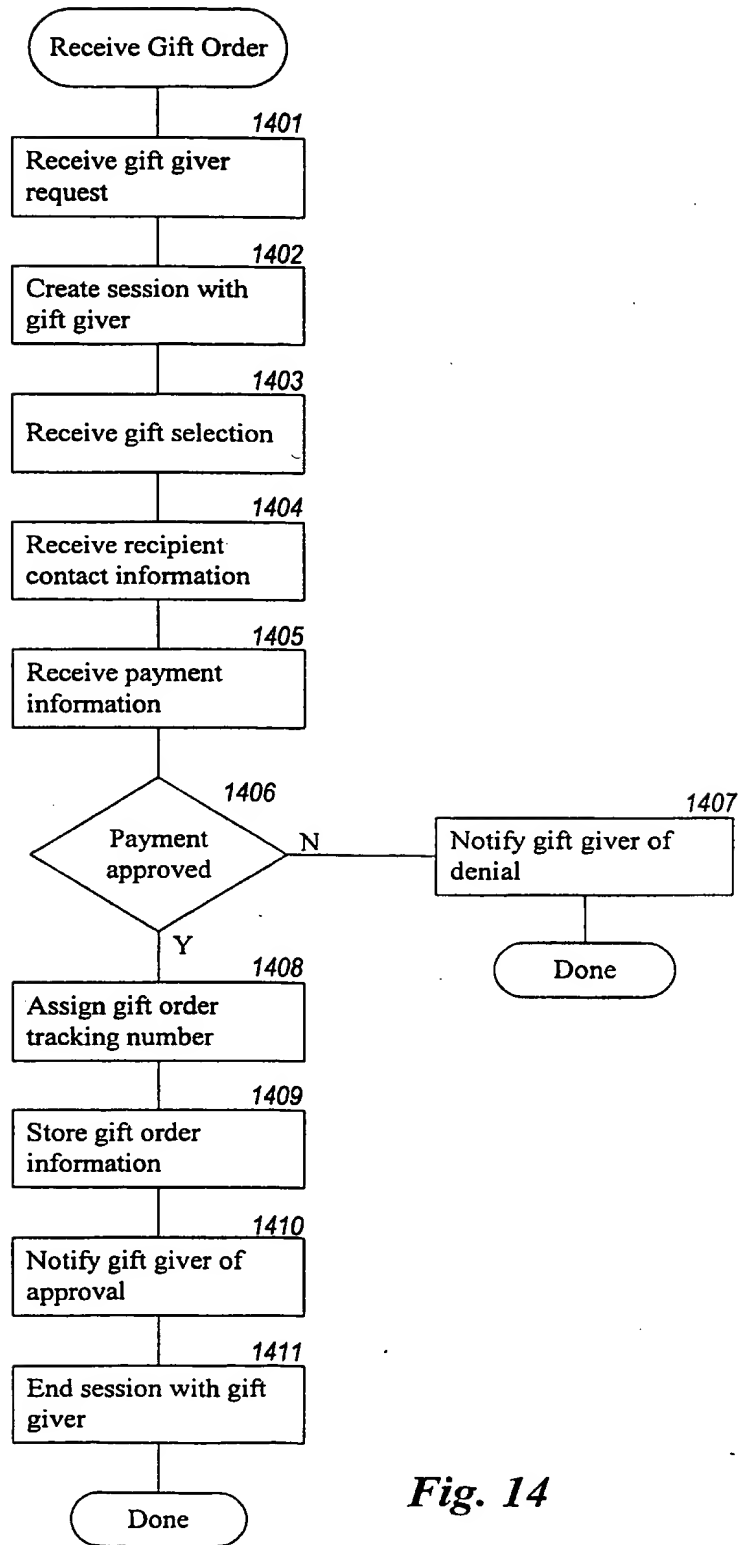 Receive Gift Order
1401
Receive gift giver
request
1402
Create session with
gift giver
1403
Receive gift selection
1404
Receive recipient
contact information
1405
Receive payment
information
1406
Payment
approved
N
Y
1407
Notify gift giver of
denial
Done
1408
Assign gift order
tracking number
1409
Store gift order
information
1410
Notify gift giver of
approval
1411
End session with gift
giver
Done
Fig. 14